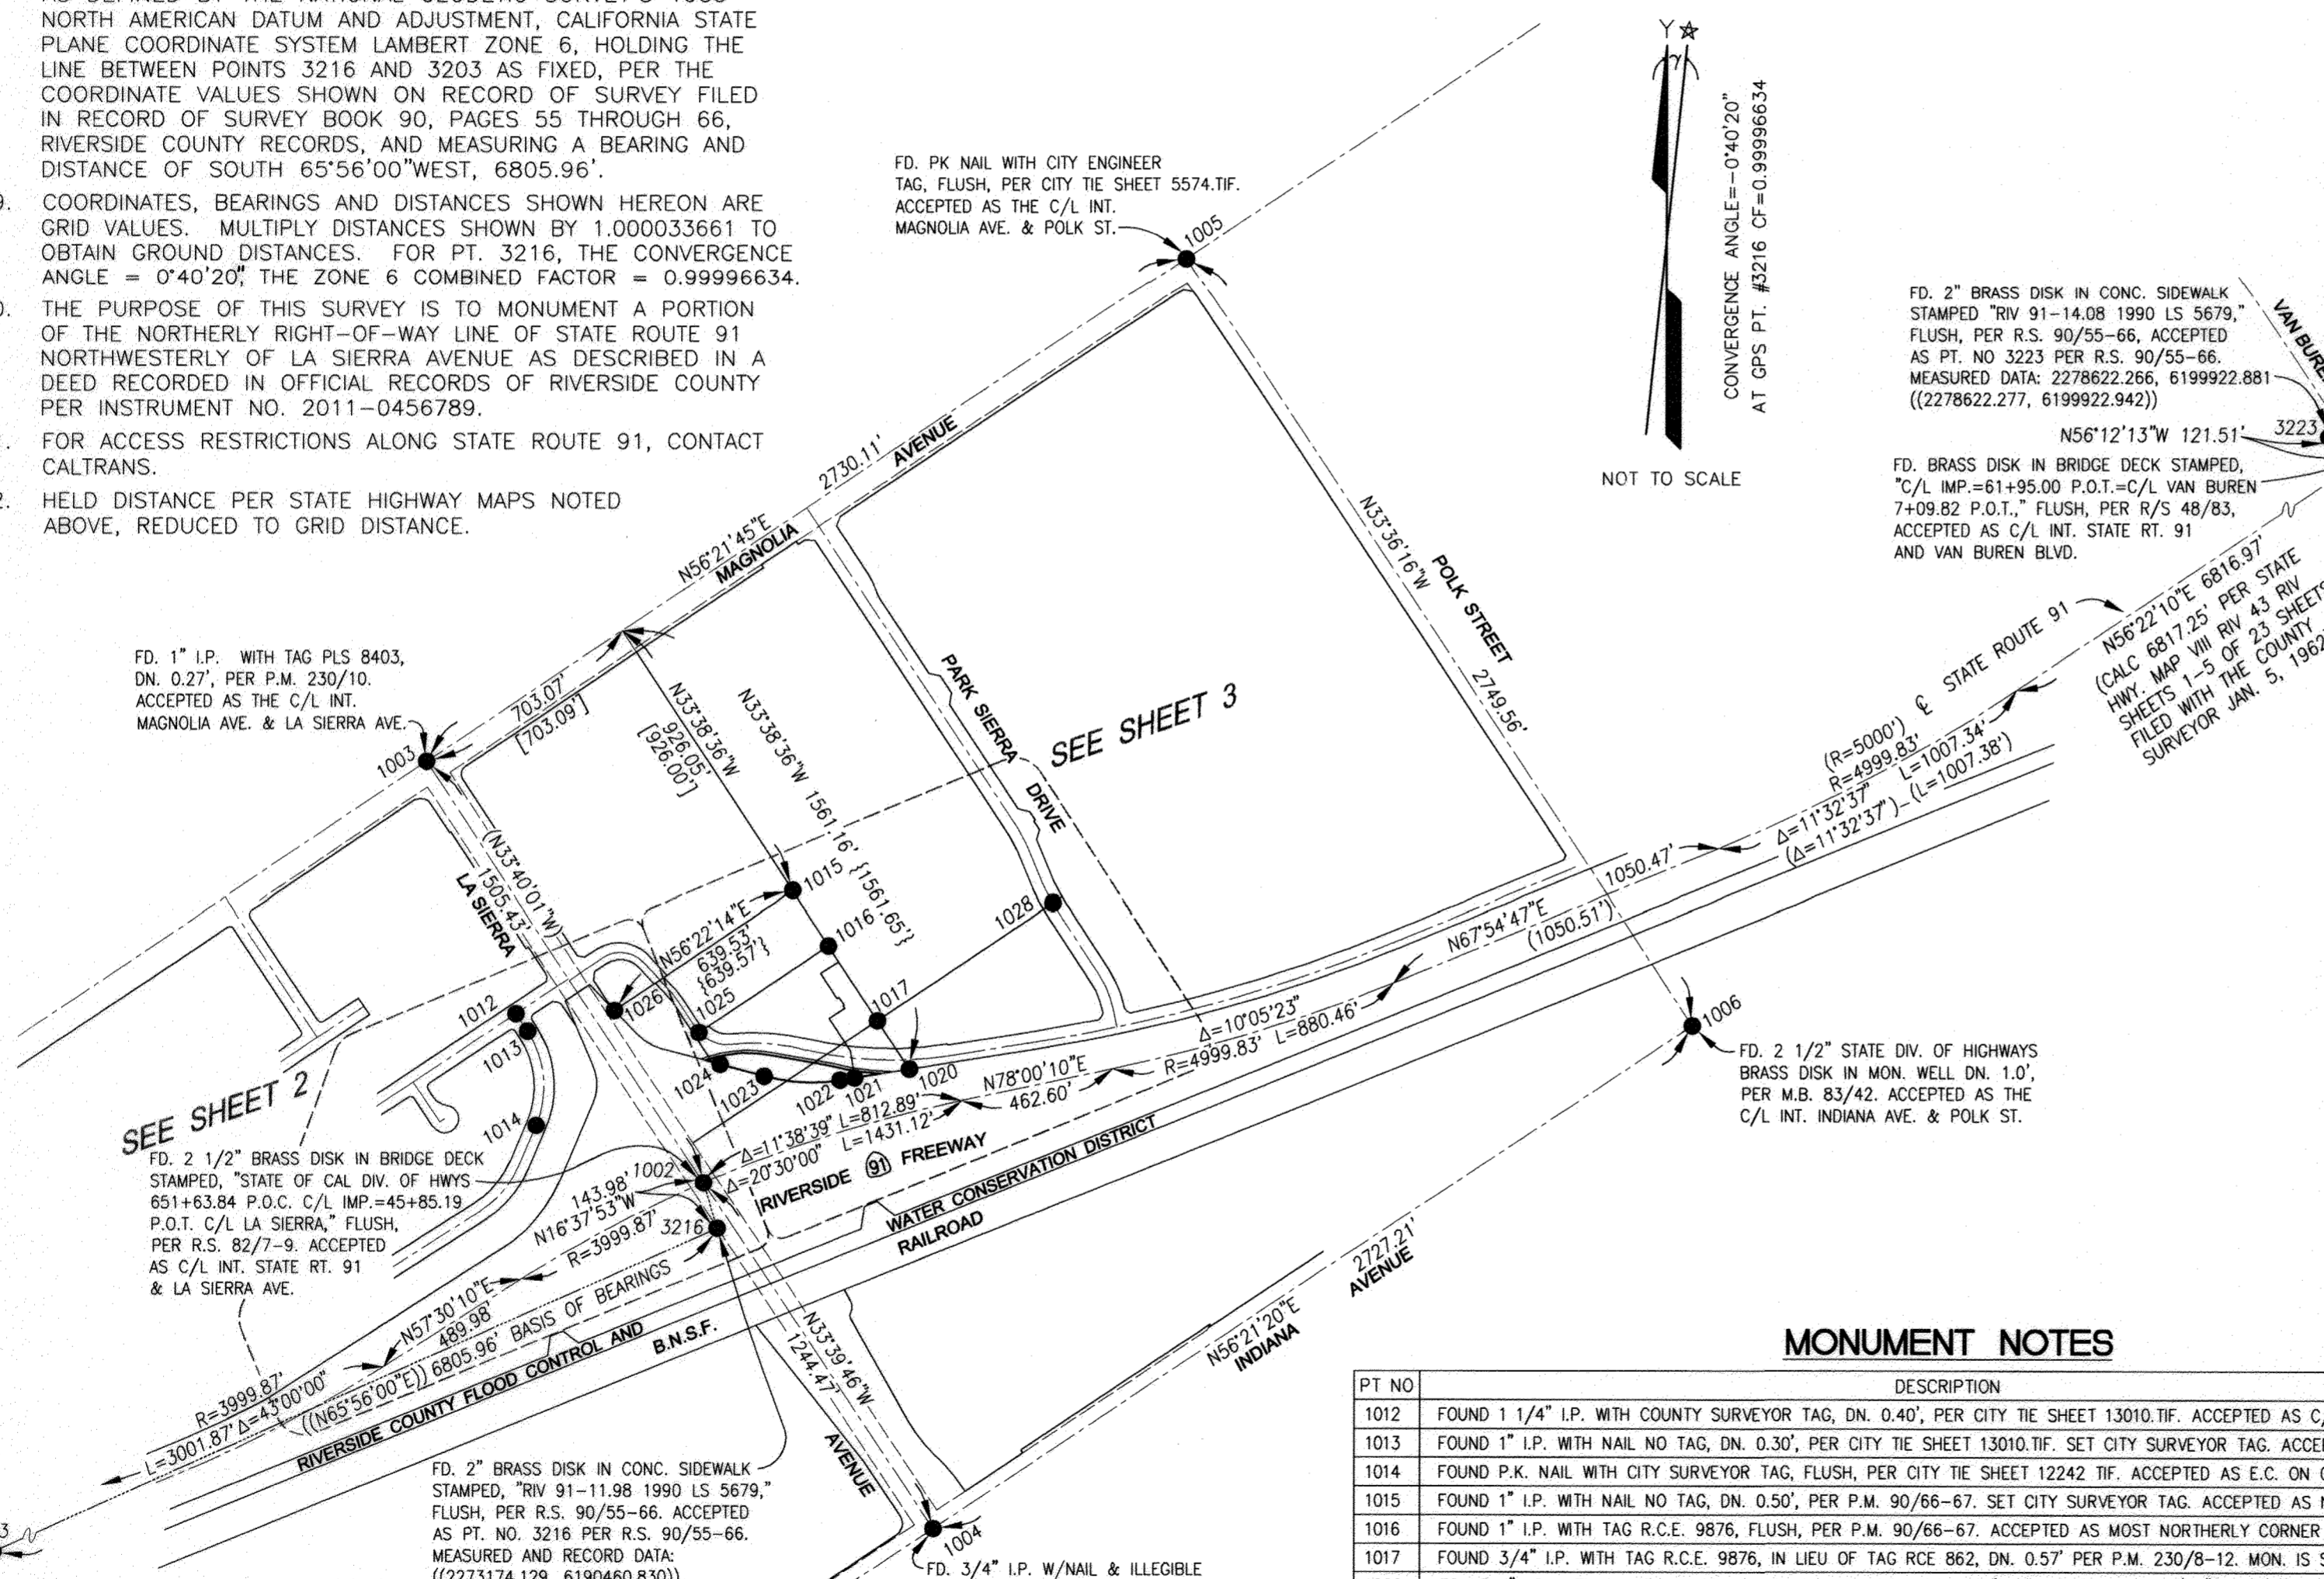 NORTH AMERICAN DATUM AND ADJUSTMENT, CALIFORNIA STATE
PLANE COORDINATE SYSTEM LAMBERT ZONE 6, HOLDING THE
LINE BETWEEN POINTS 3216 AND 3203 AS FIXED, PER THE
COORDINATE VALUES SHOWN ON RECORD OF SURVEY FILED
IN RECORD OF SURVEY BOOK 90, PAGES 55 THROUGH 66,
RIVERSIDE COUNTY RECORDS, AND MEASURING A BEARING AND
DISTANCE OF SOUTH 65°56'00"WEST, 6805.96'.
9. COORDINATES, BEARINGS AND DISTANCES SHOWN HEREON ARE
GRID VALUES. MULTIPLY DISTANCES SHOWN BY 1.000033661 TO
OBTAIN GROUND DISTANCES. FOR PT. 3216, THE CONVERGENCE
ANGLE = 0°40'20", THE ZONE 6 COMBINED FACTOR = 0.99996634.
THE PURPOSE OF THIS SURVEY IS TO MONUMENT A PORTION
OF THE NORTHERLY RIGHT-OF-WAY LINE OF STATE ROUTE 91
NORTHWESTERLY OF LA SIERRA AVENUE AS DESCRIBED IN A
DEED RECORDED IN OFFICIAL RECORDS OF RIVERSIDE COUNTY
PER INSTRUMENT NO. 2011-0456789.
FOR ACCESS RESTRICTIONS ALONG STATE ROUTE 91, CONTACT
CALTRANS.
HELD DISTANCE PER STATE HIGHWAY MAPS NOTED
ABOVE, REDUCED TO GRID DISTANCE.
FD. PK NAIL WITH CITY ENGINEER
TAG, FLUSH, PER CITY TIE SHEET 5574.TIF.
ACCEPTED AS THE C/L INT.
MAGNOLIA AVE. & POLK ST.
1005
Y
γ
CONVERGENCE ANGLE=-0°40'20"
AT GPS PT. #3216 CF=0.99996634
NOT TO SCALE
FD. 2" BRASS DISK IN CONC. SIDEWALK
STAMPED "RIV 91-14.08 1990 LS 5679,"
FLUSH, PER R.S. 90/55-66, ACCEPTED
AS PT. NO 3223 PER R.S. 90/55-66.
MEASURED DATA: 2278622.266, 6199922.881
((2278622.277, 6199922.942))
VAN BURE
N56°12'13"W 121.51'
3223
FD. BRASS DISK IN BRIDGE DECK STAMPED,
"C/L IMP.=61+95.00 P.O.T.=C/L VAN BUREN
7+09.82 P.O.T.," FLUSH, PER R/S 48/83,
ACCEPTED AS C/L INT. STATE RT. 91
AND VAN BUREN BLVD.
N56°22'10"E 6816.97'
(CALC 6817.25' PER STATE
HWY. MAP VIII RIV 43 RIV
SHEETS 1-5 OF 23 SHEETS
FILED WITH THE COUNTY
SURVEYOR JAN. 5, 1962
℄ STATE ROUTE 91
(R=5000')
R=4999.83'
L=1007.34'
Δ=11°32'37"
(Δ=11°32'37") (L=1007.38')
N56°21'45"E
2730.11'
MAGNOLIA
AVENUE
N33°36'16"W
POLK STREET
2749.56'
FD. 1" I.P. WITH TAG PLS 8403,
DN. 0.27', PER P.M. 230/10.
ACCEPTED AS THE C/L INT.
MAGNOLIA AVE. & LA SIERRA AVE.
1003
703.07'
[703.09']
N33°38'36"W
926.05'
[926.00']
N33°38'36"W 1561.16' {1561.65'}
PARK SIERRA
DRIVE
SEE SHEET 3
(N33°40'01"W)
1505.43'
LA SIERRA
1015
1016
1028
N56°22'14"E
639.53'
{639.57'}
1026
1025
1017
1012
1013
1014
1024
1023
1022
1021
1020
1050.47'
N67°54'47"E
(1050.51')
Δ=10°05'23"
R=4999.83' L=880.46'
N78°00'10"E
462.60'
Δ=11°38'39" L=812.89'
Δ=20°30'00" L=1431.12'
RIVERSIDE 91 FREEWAY
WATER CONSERVATION DISTRICT
RAILROAD
1006
FD. 2 1/2" STATE DIV. OF HIGHWAYS
BRASS DISK IN MON. WELL DN. 1.0',
PER M.B. 83/42. ACCEPTED AS THE
C/L INT. INDIANA AVE. & POLK ST.
SEE SHEET 2
FD. 2 1/2" BRASS DISK IN BRIDGE DECK
STAMPED, "STATE OF CAL DIV. OF HWYS
651+63.84 P.O.C. C/L IMP.=45+85.19
P.O.T. C/L LA SIERRA," FLUSH,
PER R.S. 82/7-9. ACCEPTED
AS C/L INT. STATE RT. 91
& LA SIERRA AVE.
1002
143.98'
N16°37'53"W
R=3999.87'
3216
N57°30'10"E
489.98'
R=3999.87'
L=3001.87' Δ=43°00'00"
((N65°56'00"E)) 6805.96' BASIS OF BEARINGS
RIVERSIDE COUNTY FLOOD CONTROL AND
B.N.S.F.
N33°39'46"W
1244.47'
AVENUE
2727.21'
AVENUE
N56°21'20"E
INDIANA
FD. 2" BRASS DISK IN CONC. SIDEWALK
STAMPED, "RIV 91-11.98 1990 LS 5679,"
FLUSH, PER R.S. 90/55-66. ACCEPTED
AS PT. NO. 3216 PER R.S. 90/55-66.
MEASURED AND RECORD DATA:
((2273174.129, 6190460.830))
1004
FD. 3/4" I.P. W/NAIL & ILLEGIBLE
MONUMENT NOTES
PT NO DESCRIPTION
1012 FOUND 1 1/4" I.P. WITH COUNTY SURVEYOR TAG, DN. 0.40', PER CITY TIE SHEET 13010.TIF. ACCEPTED AS C/
1013 FOUND 1" I.P. WITH NAIL NO TAG, DN. 0.30', PER CITY TIE SHEET 13010.TIF. SET CITY SURVEYOR TAG. ACCE
1014 FOUND P.K. NAIL WITH CITY SURVEYOR TAG, FLUSH, PER CITY TIE SHEET 12242 TIF. ACCEPTED AS E.C. ON
1015 FOUND 1" I.P. WITH NAIL NO TAG, DN. 0.50', PER P.M. 90/66-67. SET CITY SURVEYOR TAG. ACCEPTED AS
1016 FOUND 1" I.P. WITH TAG R.C.E. 9876, FLUSH, PER P.M. 90/66-67. ACCEPTED AS MOST NORTHERLY CORNER
1017 FOUND 3/4" I.P. WITH TAG R.C.E. 9876, IN LIEU OF TAG RCE 862, DN. 0.57' PER P.M. 230/8-12. MON. IS